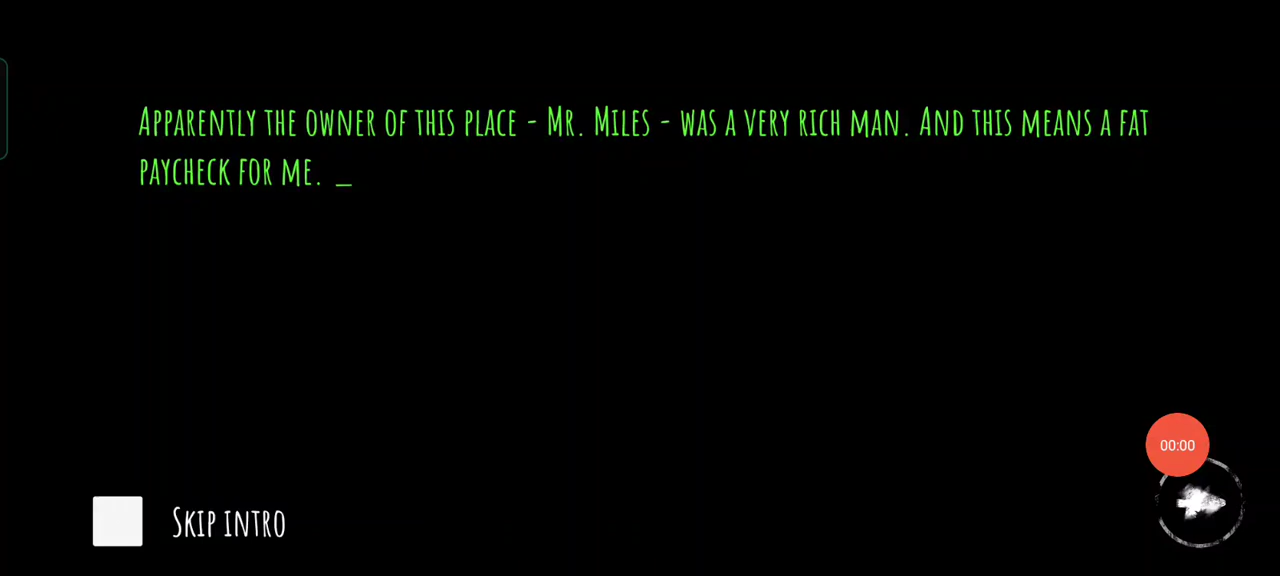 Apparently the owner of this place - Mr. Miles - was a very rich man. And this means a fat
paycheck for me. _
00:00
Skip intro